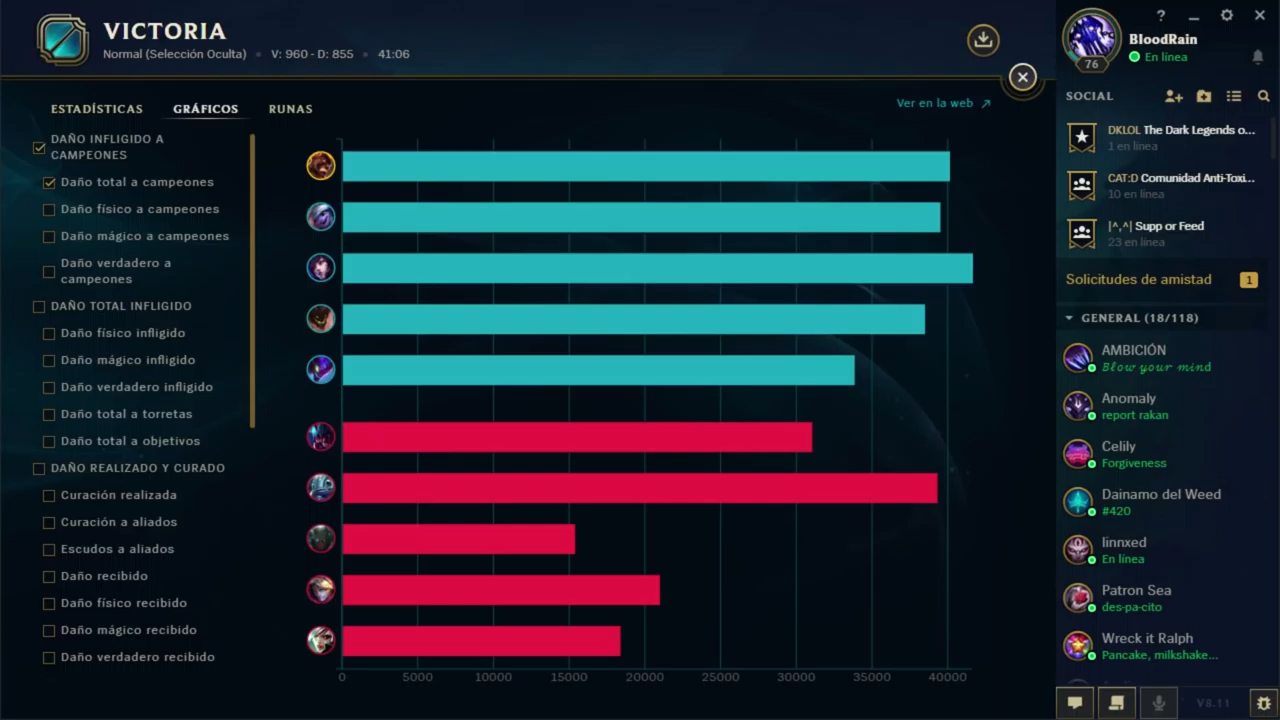 VICTORIA
Normal (Selección Oculta) • V: 960 - D: 855 • 41:06
ESTADÍSTICAS GRÁFICOS RUNAS
Ver en la web
DAÑO INFLIGIDO A
CAMPEONES
Daño total a campeones
Daño físico a campeones
Daño mágico a campeones
Daño verdadero a
campeones
DAÑO TOTAL INFLIGIDO
Daño físico infligido
Daño mágico infligido
Daño verdadero infligido
Daño total a torretas
Daño total a objetivos
DAÑO REALIZADO Y CURADO
Curación realizada
Curación a aliados
Escudos a aliados
Daño recibido
Daño físico recibido
Daño mágico recibido
Daño verdadero recibido
0 5000 10000 15000 20000 25000 30000 35000 40000
?
BloodRain
En línea
76
SOCIAL
DKLOL The Dark Legends o...
1 en línea
CAT:D Comunidad Anti-Toxi...
10 en línea
|^,^| Supp or Feed
23 en línea
Solicitudes de amistad 1
GENERAL (18/118)
AMBICIÓN
Blow your mind
Anomaly
report rakan
Celily
Forgiveness
Dainamo del Weed
#420
linnxed
En línea
Patron Sea
des-pa-cito
Wreck it Ralph
Pancake, milkshake...
V8.11